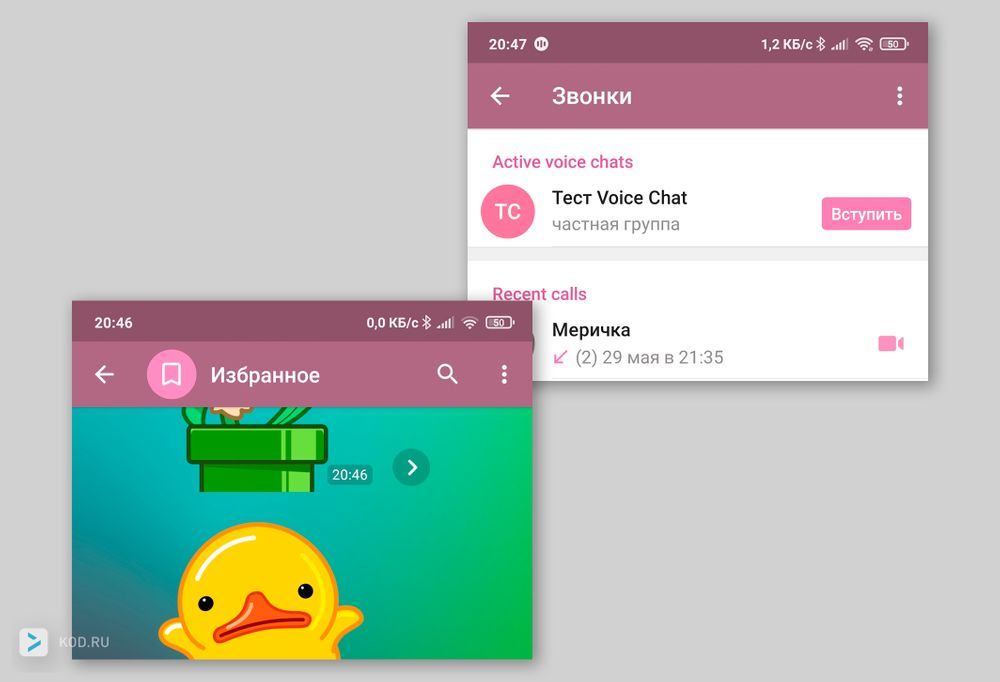 20:47
1,2 КБ/с
50
Звонки
Active voice chats
ТС
Тест Voice Chat
частная группа
Вступить
Recent calls
Меричка
(2) 29 мая в 21:35
20:46
0,0 КБ/с
50
Избранное
20:46
KOD.RU